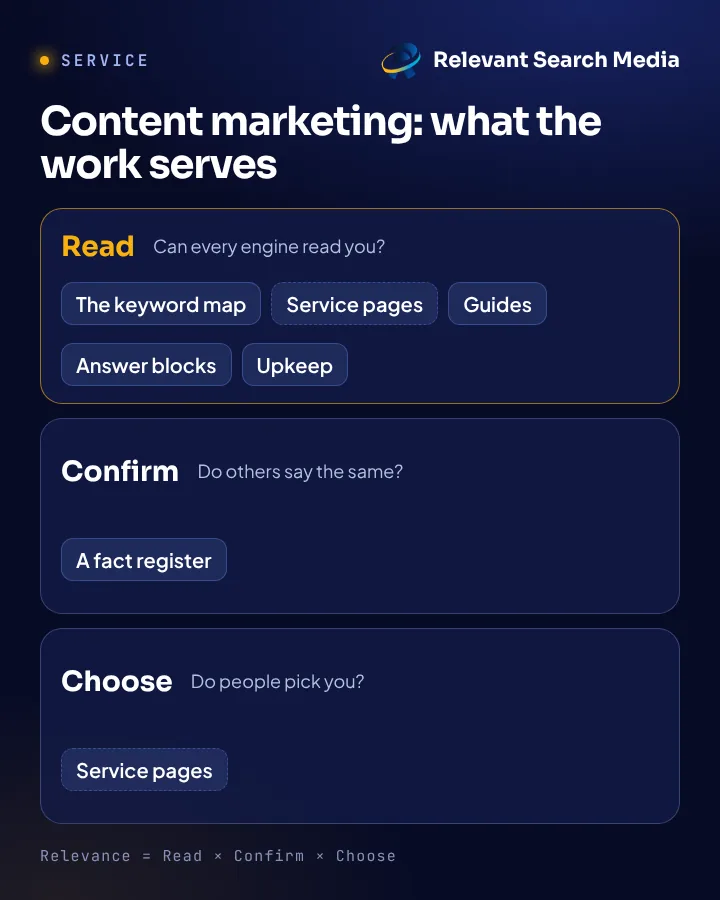 SERVICE
Relevant Search Media
Content marketing: what the
work serves
Read Can every engine read you?
The keyword map Service pages Guides
Answer blocks Upkeep
Confirm Do others say the same?
A fact register
Choose Do people pick you?
Service pages
Relevance = Read × Confirm × Choose